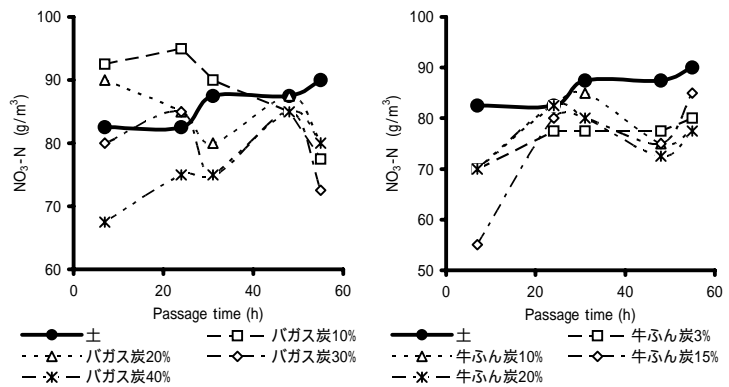 100
90
80
70
60
NO3-N (g/m³)
0 20 40 60
Passage time (h)
土
バガス炭10%
バガス炭20%
バガス炭30%
バガス炭40%
100
90
80
70
60
50
NO3-N (g/m³)
0 20 40 60
Passage time (h)
土
牛ふん炭3%
牛ふん炭10%
牛ふん炭15%
牛ふん炭20%